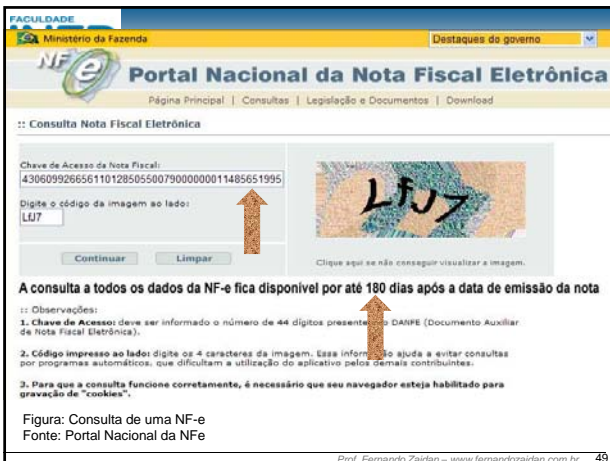 FACULDADE
Ministério da Fazenda
Destaques do governo
NF e
Portal Nacional da Nota Fiscal Eletrônica
Página Principal | Consultas | Legislação e Documentos | Download
:: Consulta Nota Fiscal Eletrônica
Chave de Acesso da Nota Fiscal:
Digite o código da imagem ao lado:
LfJ7
LfJ7
Continuar
Limpar
Clique aqui se não conseguir visualizar a imagem.
A consulta a todos os dados da NF-e fica disponível por até 180 dias após a data de emissão da nota
:: Observações:
1. Chave de Acesso: deve ser informado o número de 44 dígitos presente no DANFE (Documento Auxiliar
de Nota Fiscal Eletrônica).
2. Código impresso ao lado: digite os 4 caracteres da imagem. Essa informação ajuda a evitar consultas
por programas automáticos, que dificultam a utilização do aplicativo pelos demais contribuintes.
3. Para que a consulta funcione corretamente, é necessário que seu navegador esteja habilitado para
gravação de "cookies".
Figura: Consulta de uma NF-e
Fonte: Portal Nacional da NFe
Prof. Fernando Zaidan – www.fernandozaidan.com.br 49